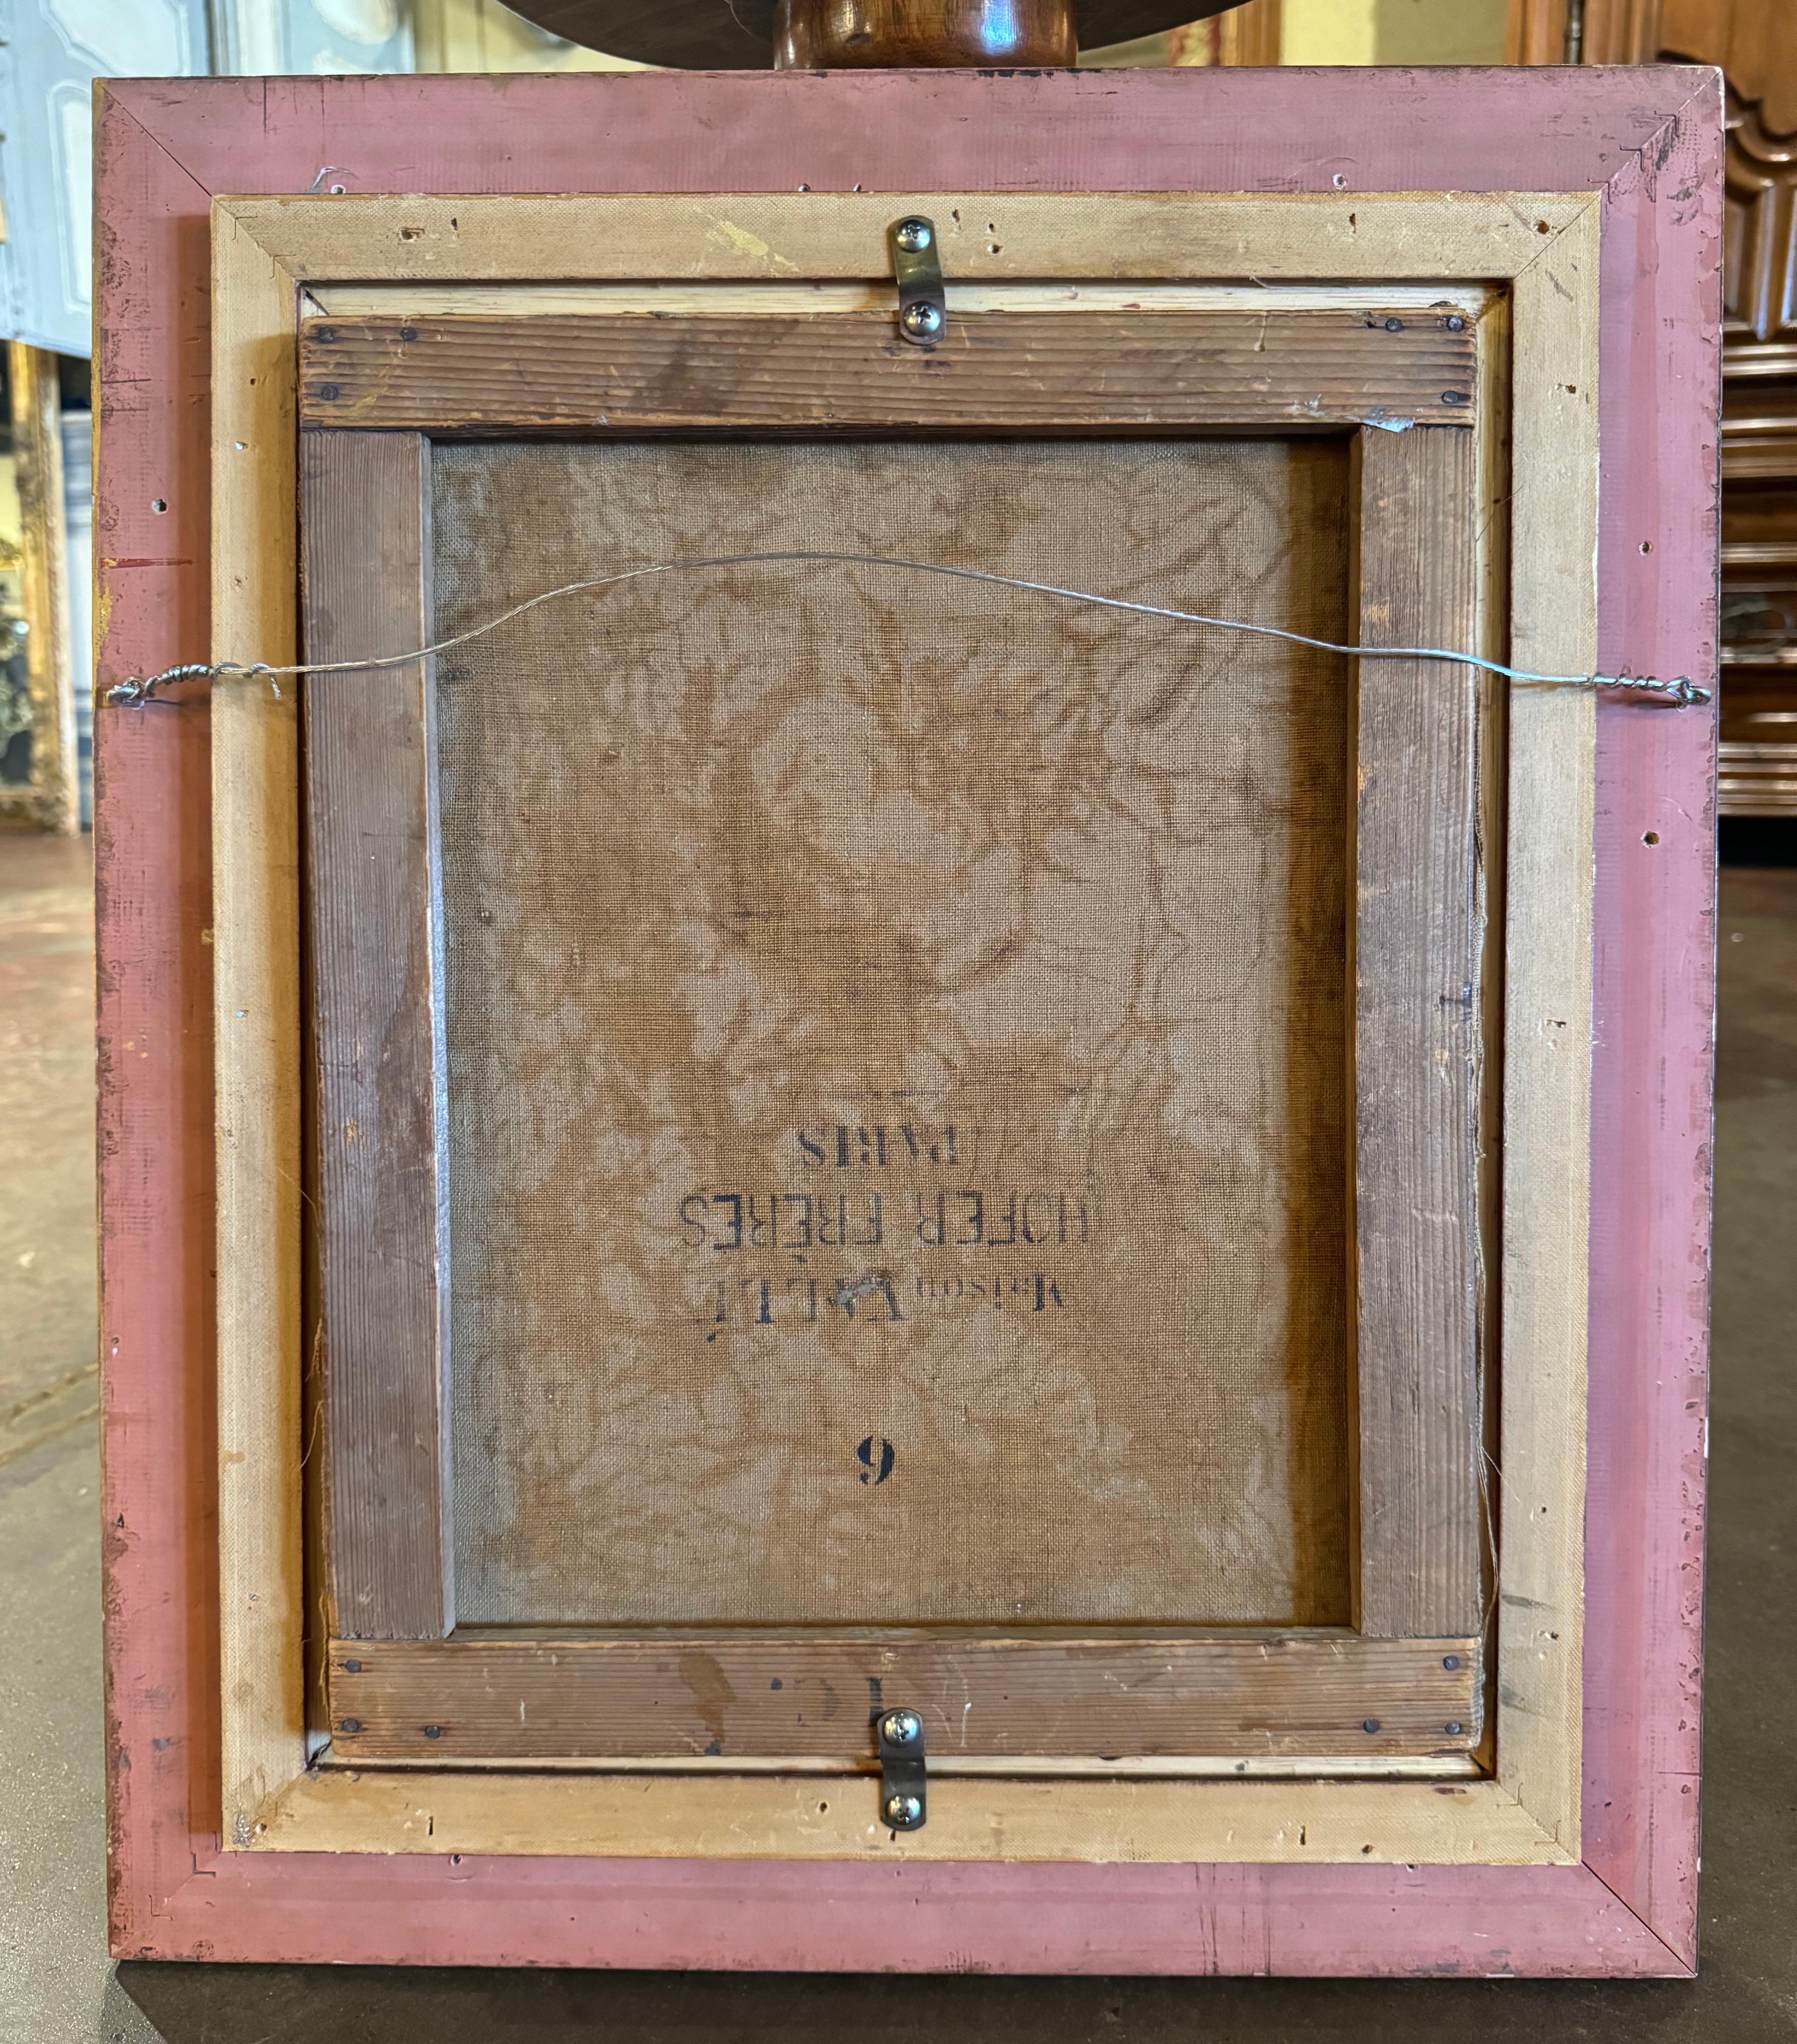 6
Maison VALLÉ
HOFER FRÈRES
PARIS